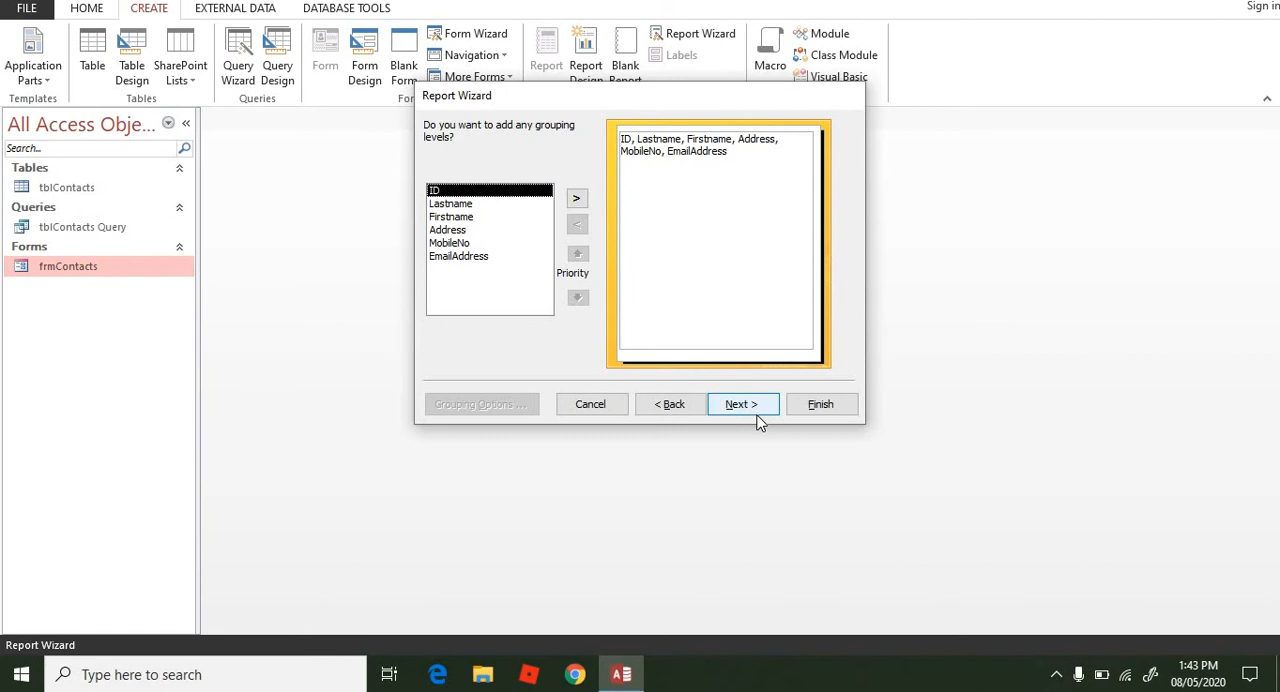 FILE HOME CREATE EXTERNAL DATA DATABASE TOOLS Sign in
Application Parts
Table
Table Design
SharePoint Lists
Query Wizard
Query Design
Form
Form Design
Blank Form
Form Wizard
Navigation
More Forms
Report
Report Design
Blank Report
Report Wizard
Labels
Macro
Module
Class Module
Visual Basic
Templates Tables Queries
All Access Obje...
Search...
Tables
tblContacts
Queries
tblContacts Query
Forms
frmContacts
Report Wizard
Do you want to add any grouping
levels?
ID
Lastname
Firstname
Address
MobileNo
EmailAddress
>
<
Priority
ID, Lastname, Firstname, Address,
MobileNo, EmailAddress
Grouping Options ... Cancel < Back Next > Finish
Report Wizard
Type here to search
1:43 PM
08/05/2020